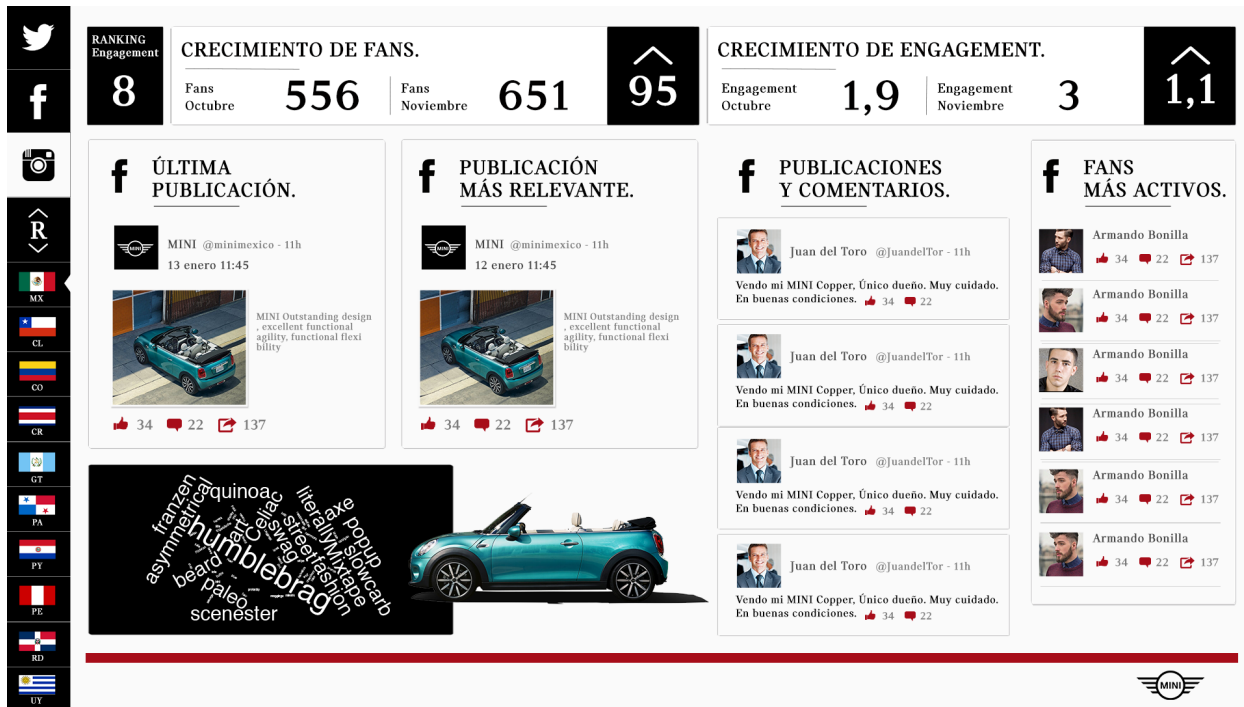 RANKING
Engagement
8
CRECIMIENTO DE FANS.
Fans
Octubre
556
Fans
Noviembre
651
95
CRECIMIENTO DE ENGAGEMENT.
Engagement
Octubre
1,9
Engagement
Noviembre
3
1,1
R
MX
CL
CO
CR
GT
PA
PY
PE
RD
UY
ÚLTIMA
PUBLICACIÓN.
MINI
MINI @minimexico - 11h
13 enero 11:45
MINI Outstanding design
, excellent functional
agility, functional flexi
bility
34 22 137
PUBLICACIÓN
MÁS RELEVANTE.
MINI
MINI @minimexico - 11h
12 enero 11:45
MINI Outstanding design
, excellent functional
agility, functional flexi
bility
34 22 137
PUBLICACIONES
Y COMENTARIOS.
Juan del Toro @JuandelTor - 11h
Vendo mi MINI Copper, Único dueño. Muy cuidado.
En buenas condiciones. 34 22
Juan del Toro @JuandelTor - 11h
Vendo mi MINI Copper, Único dueño. Muy cuidado.
En buenas condiciones. 34 22
Juan del Toro @JuandelTor - 11h
Vendo mi MINI Copper, Único dueño. Muy cuidado.
En buenas condiciones. 34 22
Juan del Toro @JuandelTor - 11h
Vendo mi MINI Copper, Único dueño. Muy cuidado.
En buenas condiciones. 34 22
FANS
MÁS ACTIVOS.
Armando Bonilla
34 22 137
Armando Bonilla
34 22 137
Armando Bonilla
34 22 137
Armando Bonilla
34 22 137
Armando Bonilla
34 22 137
Armando Bonilla
34 22 137
franzen
asymmetrical
quinoa
art
Celiac
swag
street
literally
axe
popup
humblebrag
beard
paleo
scenester
fashion
Mixtape
slowcarb
MINI